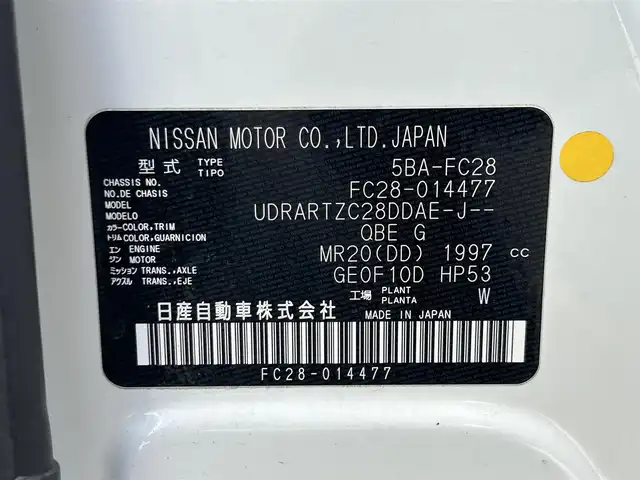 NISSAN MOTOR CO.,LTD.JAPAN
型式 TYPE TIPO 5BA-FC28
CHASSIS NO. NO.DE CHASIS FC28-014477
MODEL MODELO UDRARTZC28DDAE-J--
カラー COLOR,TRIM トリム COLOR,GUARNICION QBE G
エン ENGINE ジン MOTOR MR20(DD) 1997 cc
ミッション TRANS.,AXLE アクスル TRANS.,EJE GE0F10D HP53
工場 PLANT PLANTA W
日産自動車株式会社 MADE IN JAPAN
FC28-014477